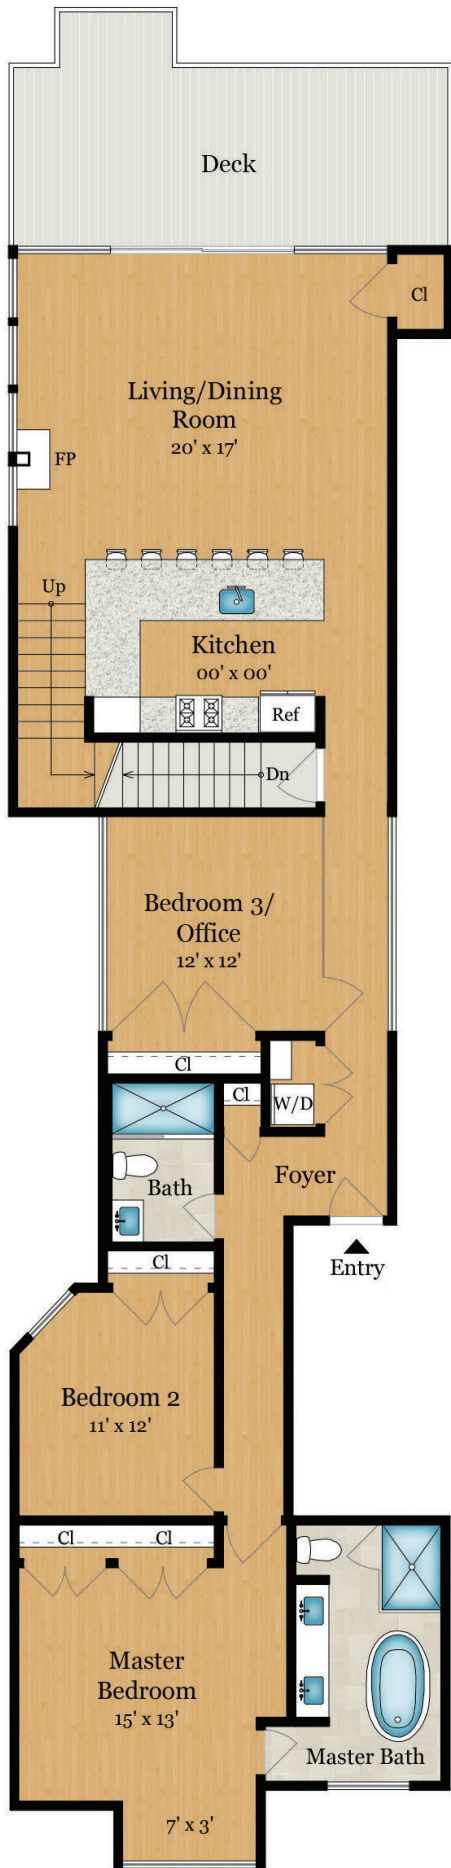 Deck
Cl
Living/Dining
Room
20' x 17'
FP
Up
Kitchen
00' x 00'
Ref
Dn
Bedroom 3/
Office
12' x 12'
Cl
Cl
W/D
Bath
Foyer
Entry
Cl
Bedroom 2
11' x 12'
Cl
Cl
Master
Bedroom
15' x 13'
Master Bath
7' x 3'